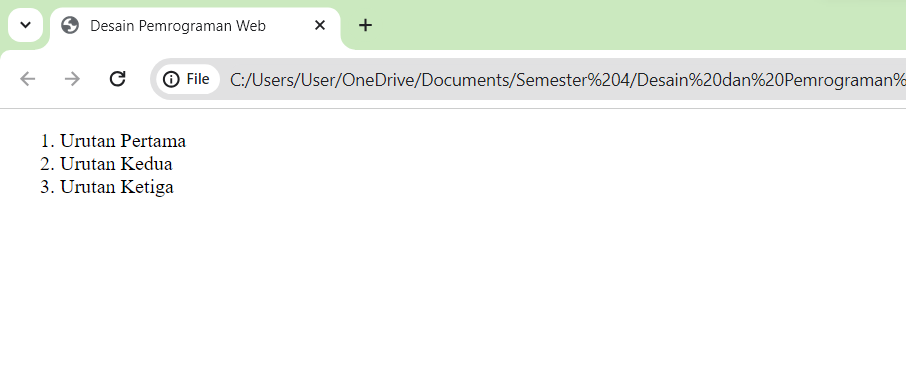 Desain Pemrograman Web
File C:/Users/User/OneDrive/Documents/Semester%204/Desain%20dan%20Pemrograman%
1. Urutan Pertama
2. Urutan Kedua
3. Urutan Ketiga